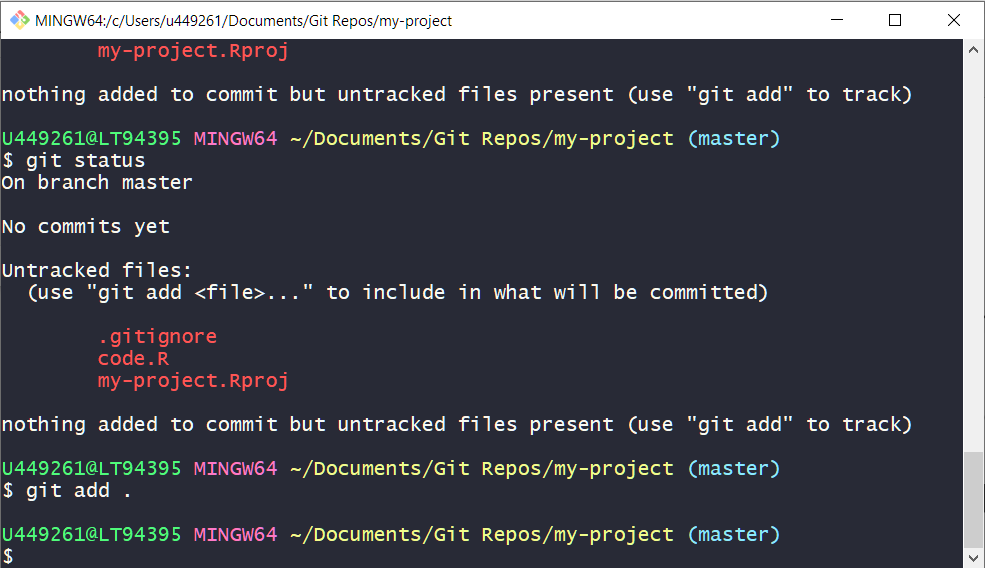 MINGW64:/c/Users/u449261/Documents/Git Repos/my-project
my-project.Rproj
nothing added to commit but untracked files present (use "git add" to track)
U449261@LT94395 MINGW64 ~/Documents/Git Repos/my-project (master)
$ git status
On branch master
No commits yet
Untracked files:
(use "git add <file>..." to include in what will be committed)
.gitignore
code.R
my-project.Rproj
nothing added to commit but untracked files present (use "git add" to track)
U449261@LT94395 MINGW64 ~/Documents/Git Repos/my-project (master)
$ git add .
U449261@LT94395 MINGW64 ~/Documents/Git Repos/my-project (master)
$